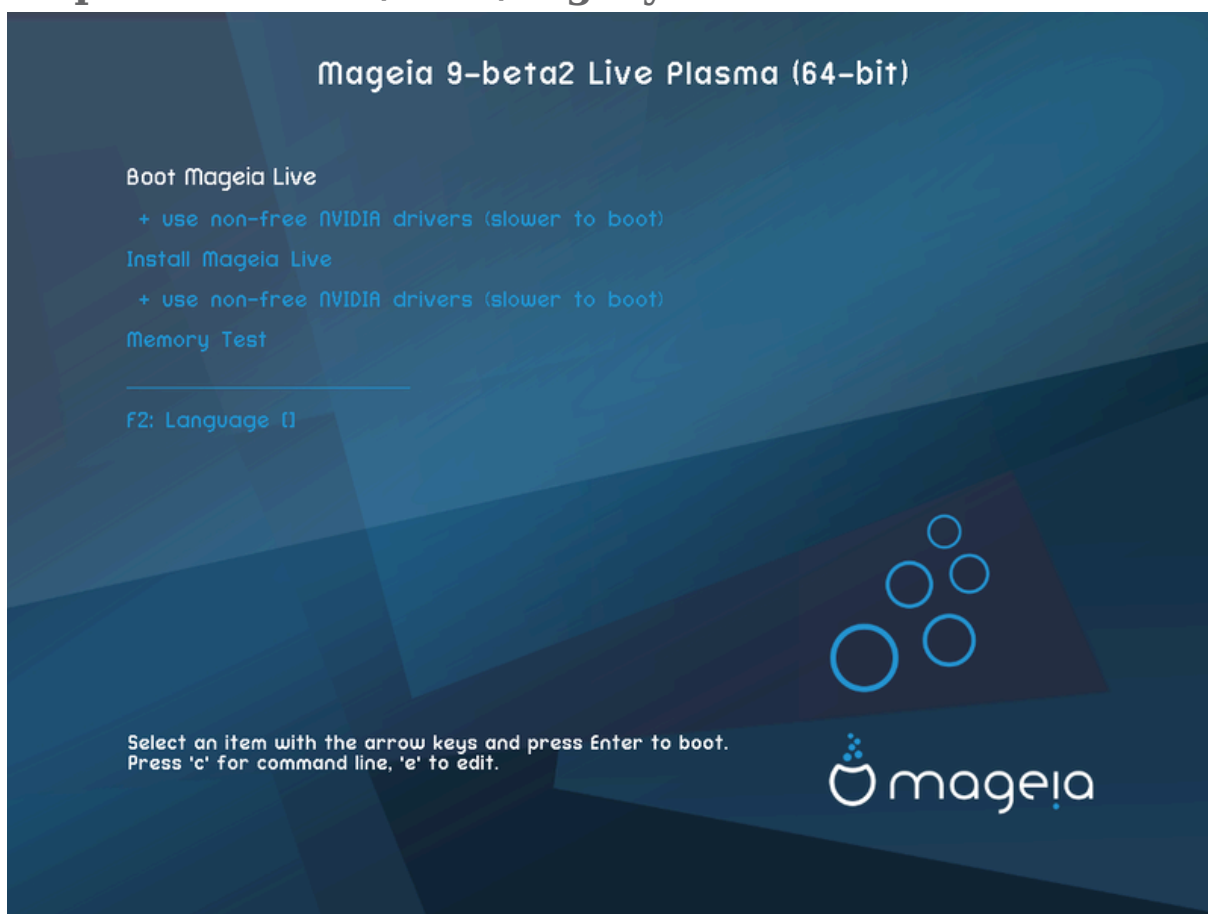 Mageia 9-beta2 Live Plasma (64-bit)
Boot Mageia Live
+ use non-free NVIDIA drivers (slower to boot)
Install Mageia Live
+ use non-free NVIDIA drivers (slower to boot)
Memory Test
F2: Language []
Select an item with the arrow keys and press Enter to boot.
Press 'c' for command line, 'e' to edit.
mageia